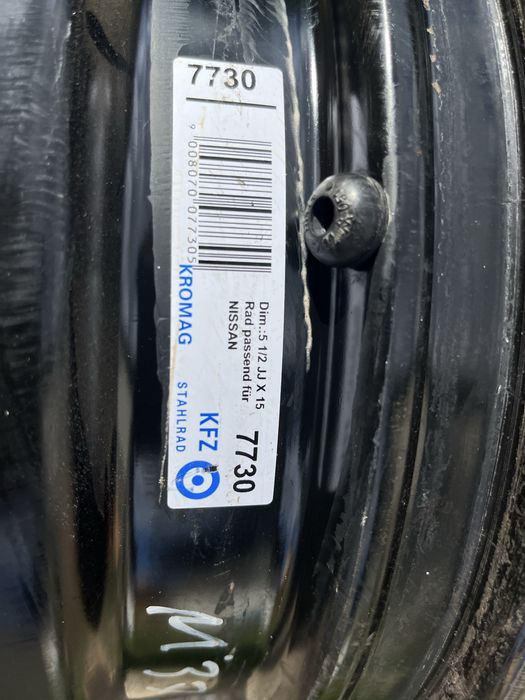 7730
9 008070 077305
Dim.:5 1/2 JJ X 15
Rad passend für
NISSAN
7730
KROMAG
STAHLRAD
KFZ